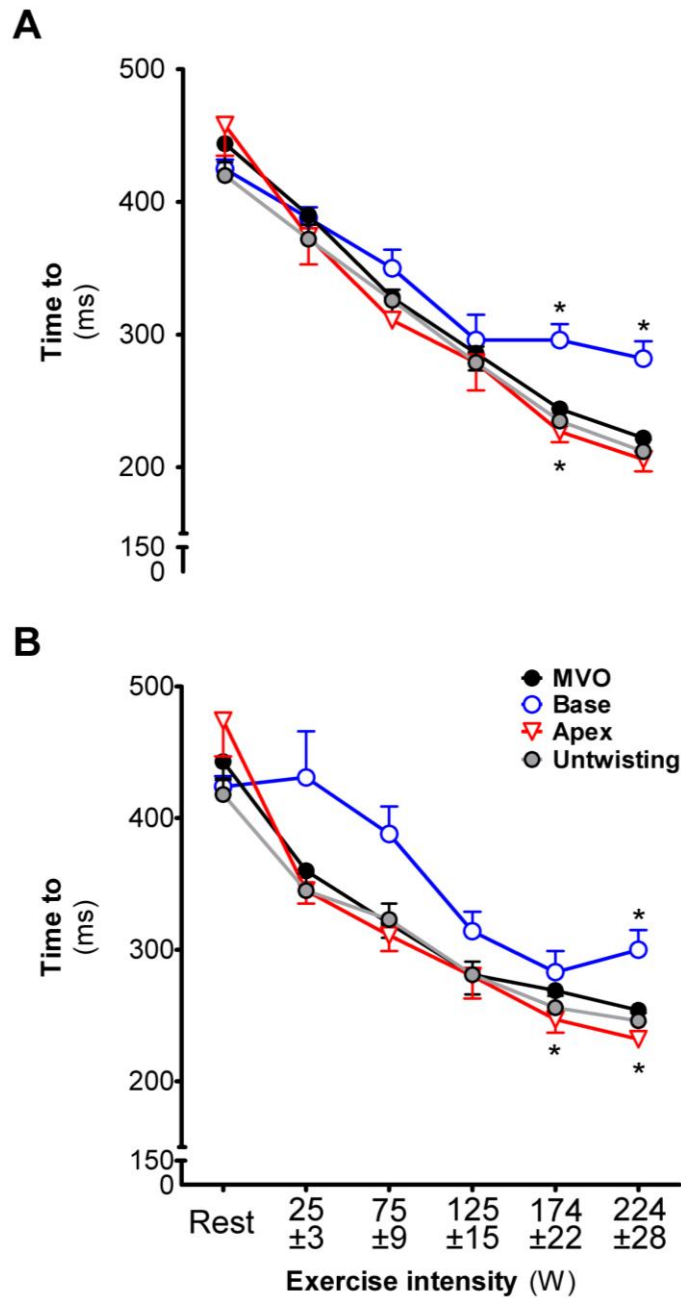 A
500
400
300
200
150
0
Time to
(ms)
*
*
*
B
500
400
300
200
150
0
Time to
(ms)
MVO
Base
Apex
Untwisting
*
*
*
Rest
25
±3
75
±9
125
±15
174
±22
224
±28
Exercise intensity (W)